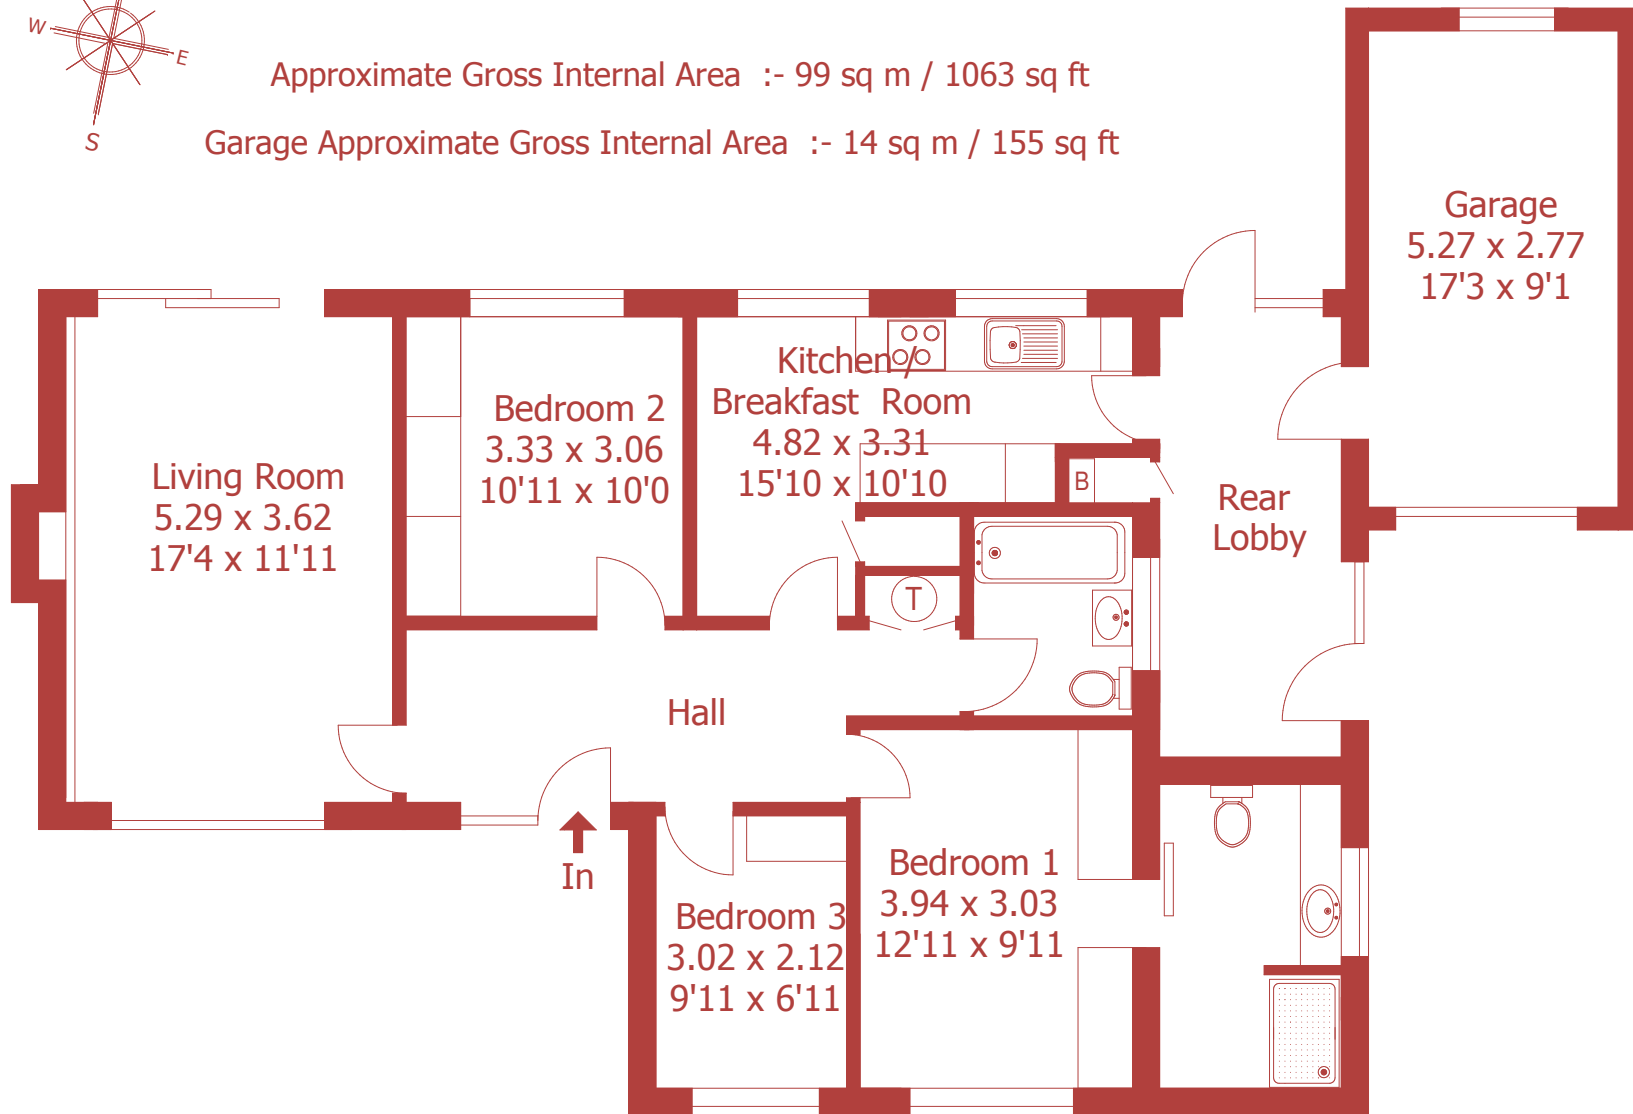 W
E
S
Approximate Gross Internal Area :- 99 sq m / 1063 sq ft
Garage Approximate Gross Internal Area :- 14 sq m / 155 sq ft
Garage
5.27 x 2.77
17'3 x 9'1
Living Room
5.29 x 3.62
17'4 x 11'11
Bedroom 2
3.33 x 3.06
10'11 x 10'0
Kitchen /
Breakfast Room
4.82 x 3.31
15'10 x 10'10
B
Rear
Lobby
T
Hall
In
Bedroom 3
3.02 x 2.12
9'11 x 6'11
Bedroom 1
3.94 x 3.03
12'11 x 9'11